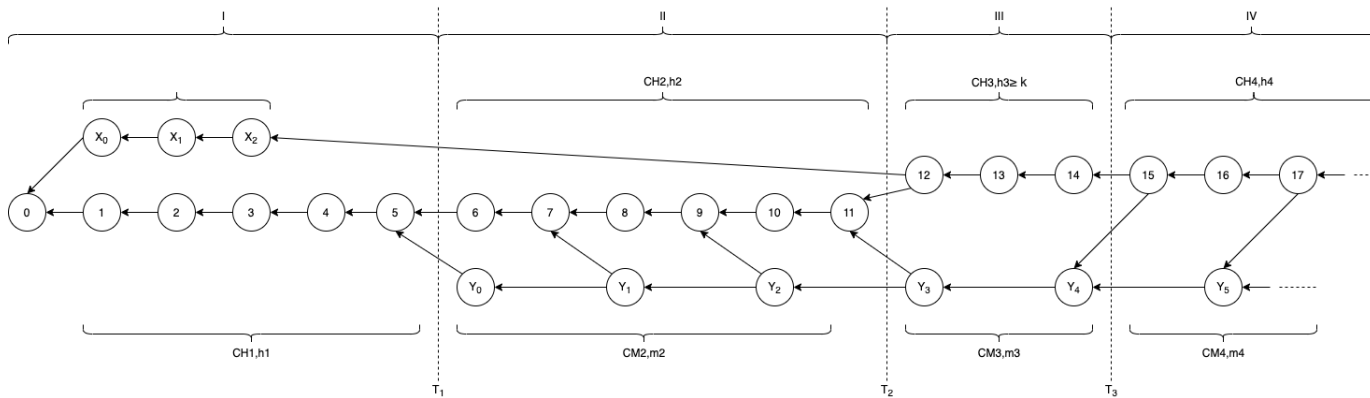 I II III IV
CH2,h2 CH3,h3≥ k CH4,h4
X₀ X₁ X₂
12 13 14 15 16 17
0 1 2 3 4 5 6 7 8 9 10 11
Y₀ Y₁ Y₂ Y₃ Y₄ Y₅
CH1,h1 CM2,m2 CM3,m3 CM4,m4
T₁ T₂ T₃